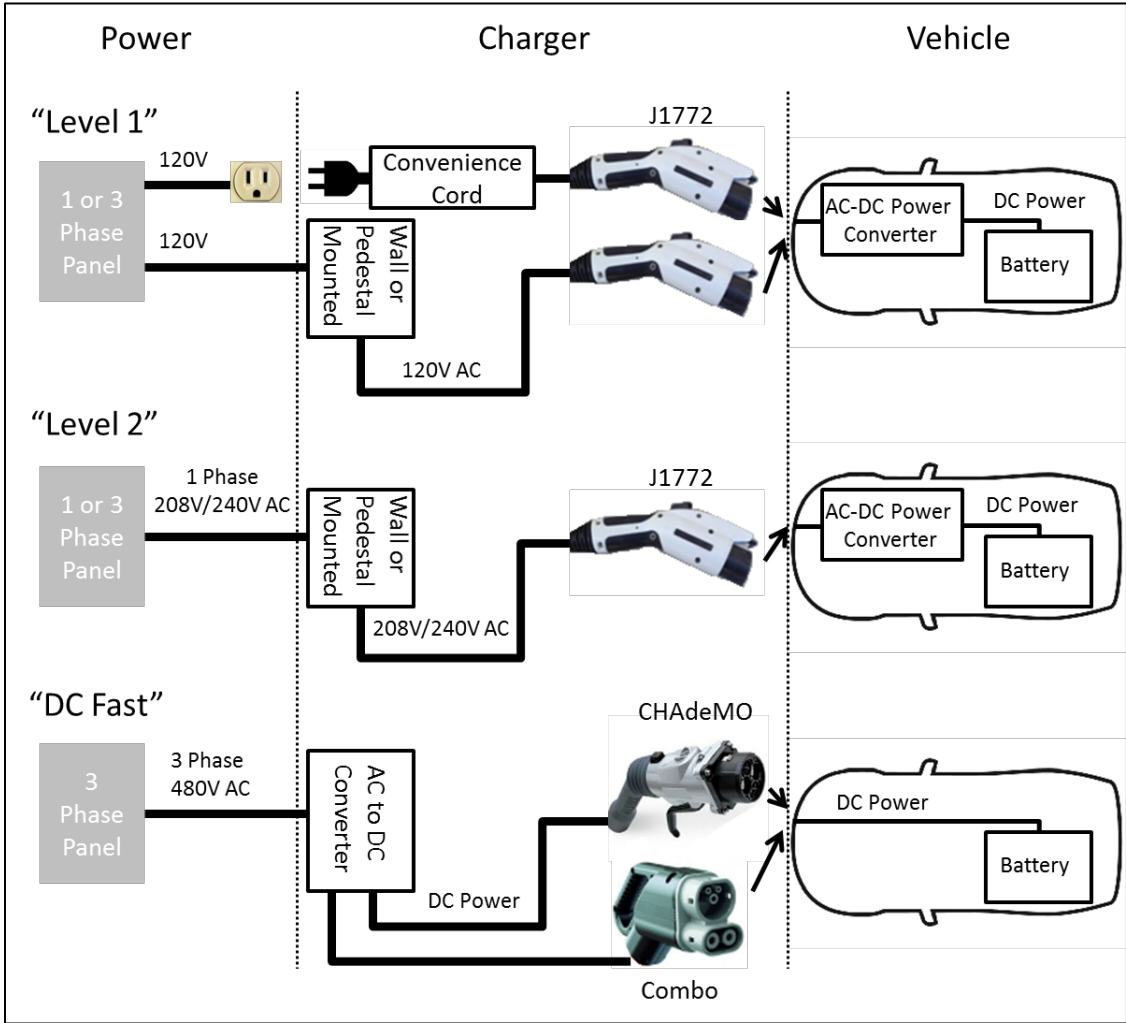 Power
Charger
Vehicle
“Level 1”
J1772
120V
1 or 3
Phase
Panel
120V
Convenience
Cord
Wall or
Pedestal
Mounted
120V AC
AC-DC Power
Converter
DC Power
Battery
“Level 2”
J1772
1 or 3
Phase
Panel
1 Phase
208V/240V AC
Wall or
Pedestal
Mounted
208V/240V AC
AC-DC Power
Converter
DC Power
Battery
“DC Fast”
CHAdeMO
3
Phase
Panel
3 Phase
480V AC
AC to DC
Converter
DC Power
Combo
DC Power
Battery